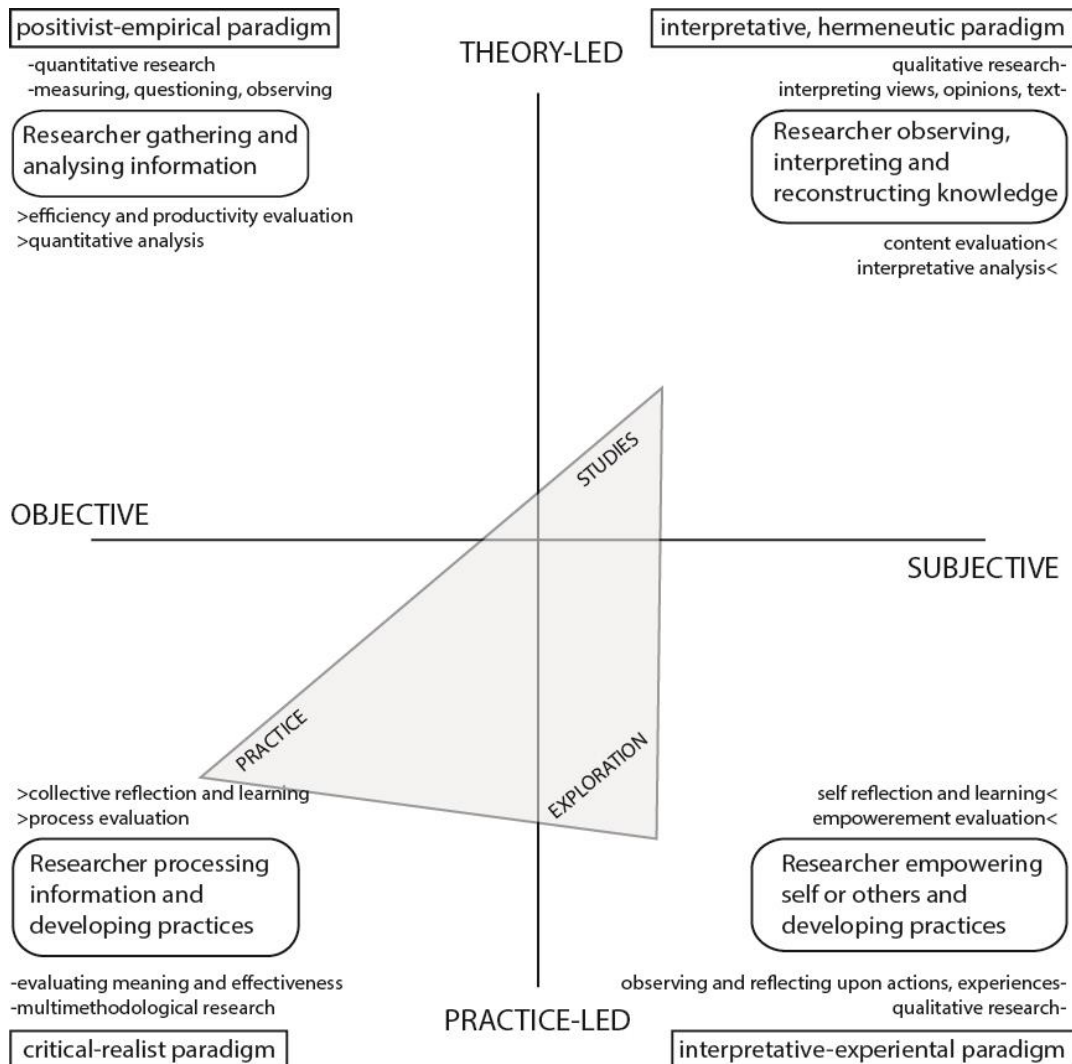 positivist-empirical paradigm
-quantitative research
-measuring, questioning, observing
Researcher gathering and
analysing information
>efficiency and productivity evaluation
>quantitative analysis
THEORY-LED
interpretative, hermeneutic paradigm
qualitative research-
interpreting views, opinions, text-
Researcher observing,
interpreting and
reconstructing knowledge
content evaluation<
interpretative analysis<
STUDIES
OBJECTIVE
SUBJECTIVE
PRACTICE
EXPLORATION
>collective reflection and learning
>process evaluation
Researcher processing
information and
developing practices
-evaluating meaning and effectiveness
-multimethodological research
critical-realist paradigm
PRACTICE-LED
self reflection and learning<
empowerement evaluation<
Researcher empowering
self or others and
developing practices
observing and reflecting upon actions, experiences-
qualitative research-
interpretative-experiental paradigm